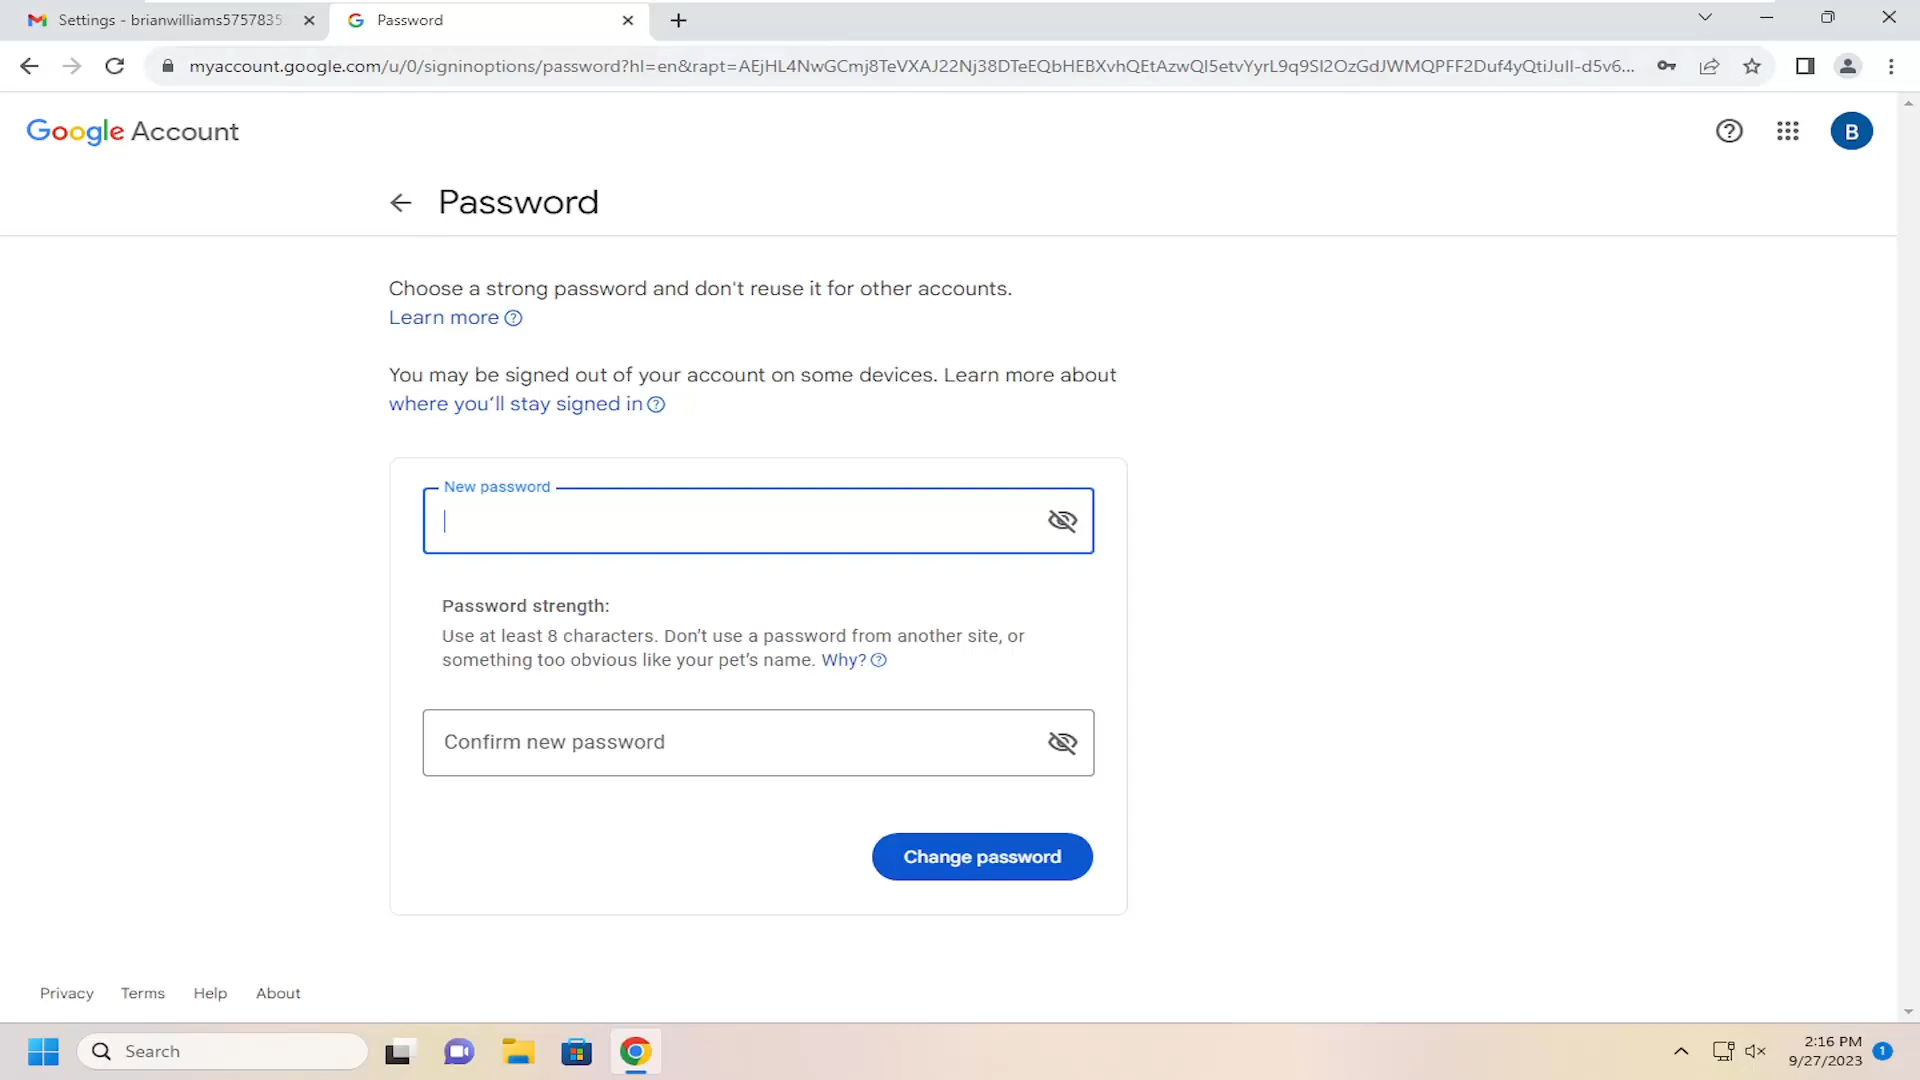 Settings - brianwilliams5757835
Password
myaccount.google.com/u/0/signinoptions/password?hl=en&rapt=AEjHL4NwGCmj8TeVXAJ22Nj38DTeEQbHEBXvhQEtAzwQl5etvYyrL9q9Sl2OzGdJWMQPFF2Duf4yQtiJuIl-d5v6...
Google Account
B
Password
Choose a strong password and don't reuse it for other accounts.
Learn more
You may be signed out of your account on some devices. Learn more about
where you'll stay signed in
New password
Password strength:
Use at least 8 characters. Don't use a password from another site, or
something too obvious like your pet's name. Why?
Confirm new password
Change password
Privacy Terms Help About
Search
2:16 PM
9/27/2023
1